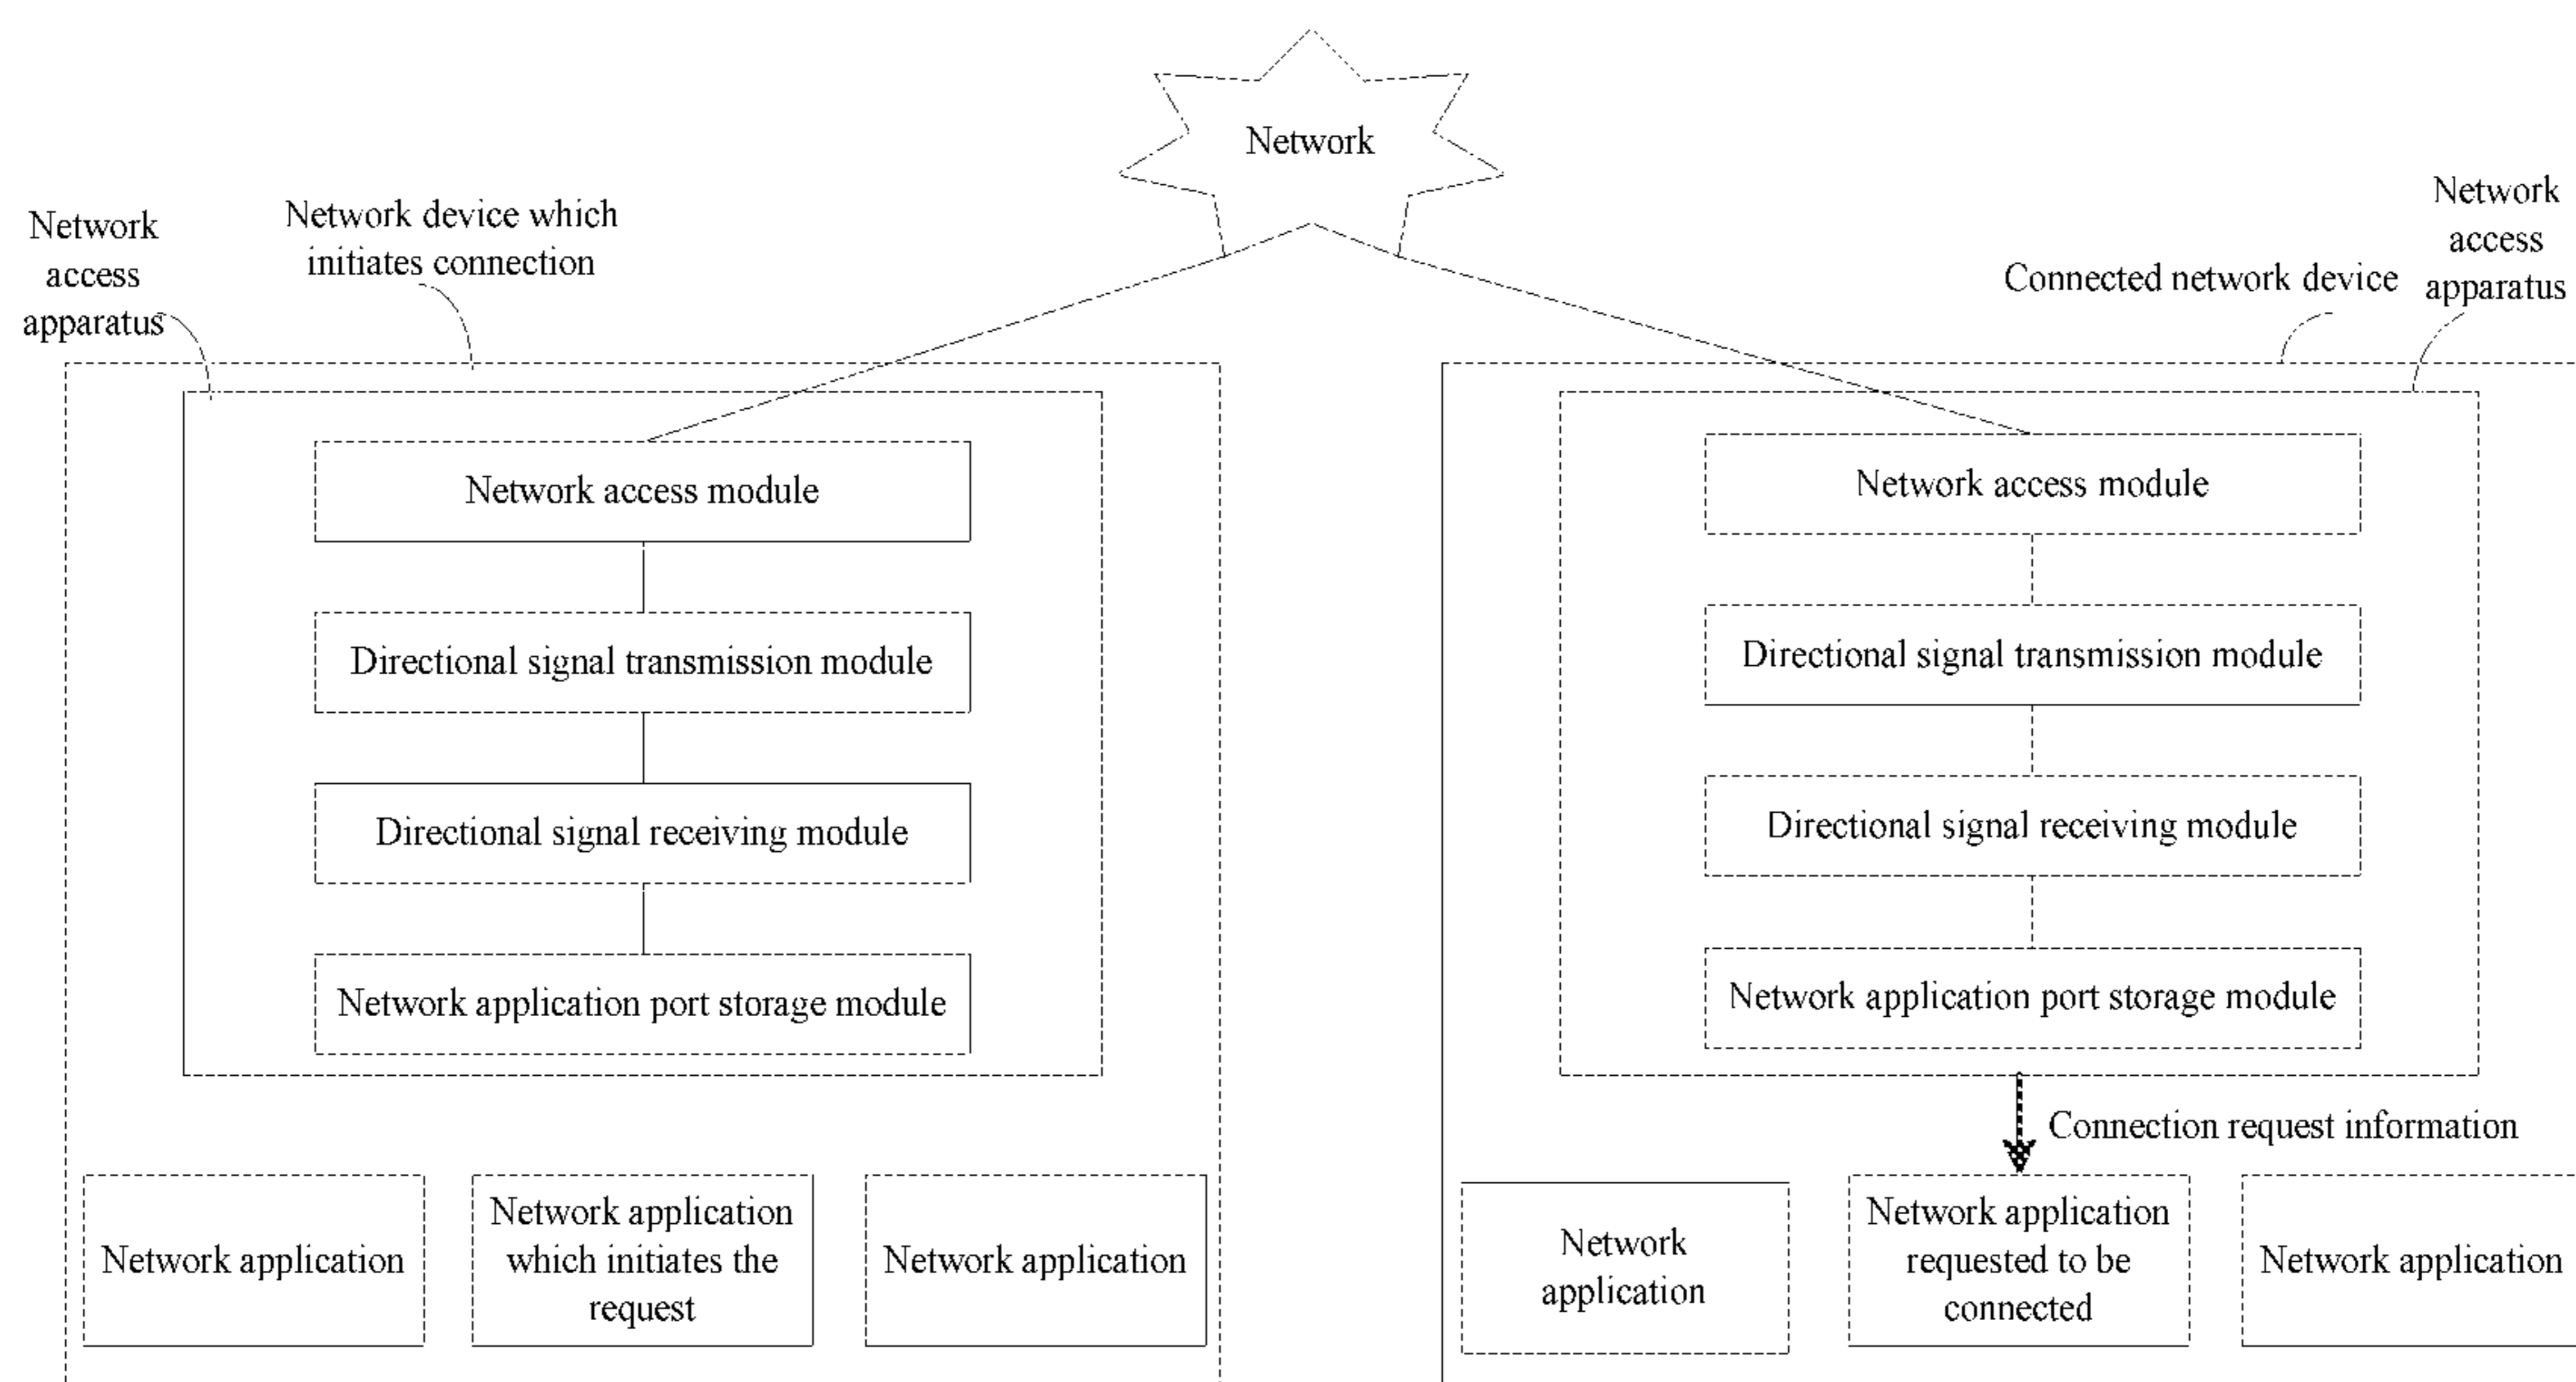 Network
Network
access
apparatus
Network device which
initiates connection
Connected network device
Network
access
apparatus
Network access module
Directional signal transmission module
Directional signal receiving module
Network application port storage module
Network application
Network application
which initiates the
request
Network application
Network access module
Directional signal transmission module
Directional signal receiving module
Network application port storage module
Connection request information
Network
application
Network application
requested to be
connected
Network application